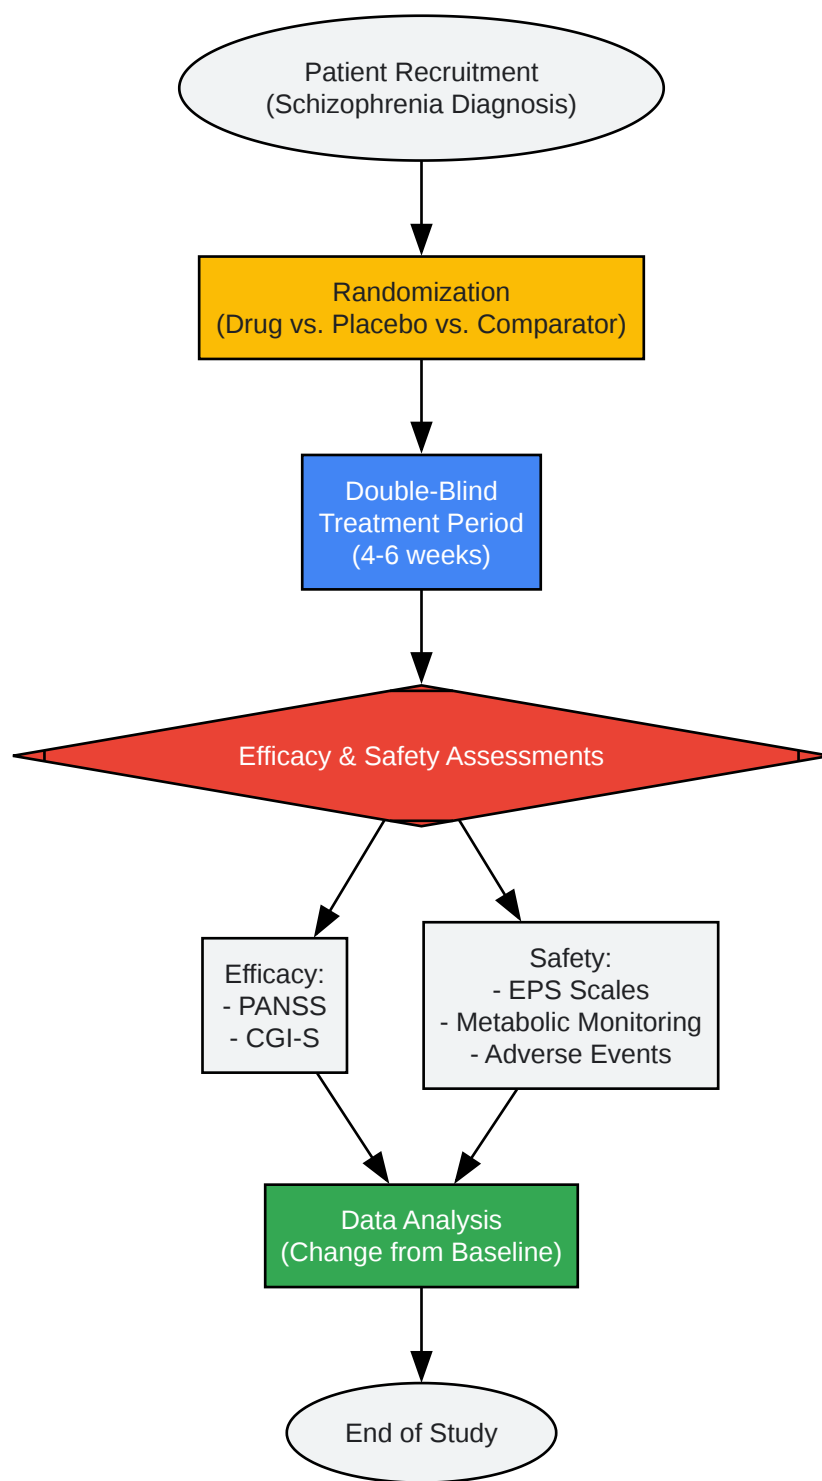 Patient Recruitment
(Schizophrenia Diagnosis)
Randomization
(Drug vs. Placebo vs. Comparator)
Double-Blind
Treatment Period
(4-6 weeks)
Efficacy & Safety Assessments
Efficacy:
- PANSS
- CGI-S
Safety:
- EPS Scales
- Metabolic Monitoring
- Adverse Events
Data Analysis
(Change from Baseline)
End of Study